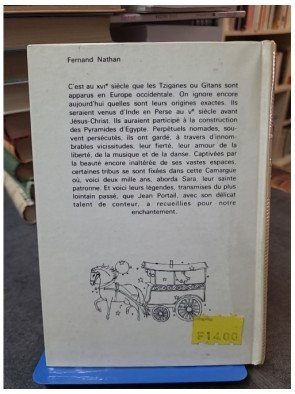 Fernand Nathan
C'est au XVIe siècle que les Tziganes ou Gitans sont
apparus en Europe occidentale. On ignore encore
aujourd'hui quelles sont leurs origines exactes. Ils
seraient venus d'Inde en Perse au Ve siècle avant
Jésus-Christ. Ils auraient participé à la construction
des Pyramides d'Egypte. Perpétuels nomades, sou-
vent persécutés, ils ont gardé, à travers d'innom-
brables vicissitudes, leur fierté, leur amour de la
liberté, de la musique et de la danse. Captivées par
la beauté encore inaltérée de ses vastes espaces,
certaines tribus se sont fixées dans cette Camargue
où, voici deux mille ans, aborda Sara, leur sainte
patronne. Et voici leurs légendes, transmises du plus
lointain passé, que Jean Portail, avec son délicat
talent de conteur, a recueillies pour notre
enchantement.
F14.00